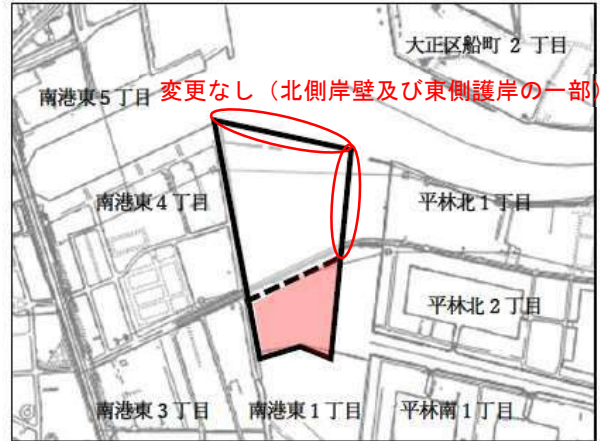 大正区船町 2 丁目
南港東 5 丁目
変更なし（北側岸壁及び東側護岸の一部）
南港東 4 丁目
平林北 1 丁目
平林北 2 丁目
南港東 3 丁目
南港東 1 丁目
平林南 1 丁目